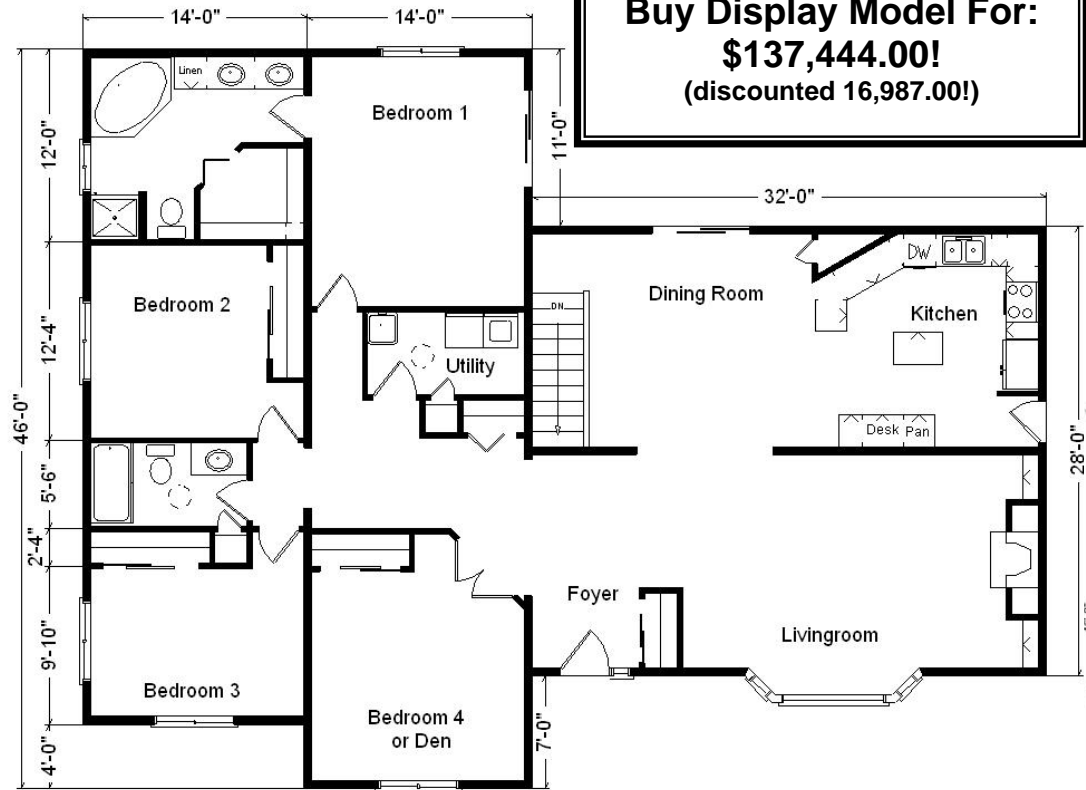 Buy Display Model For:
$137,444.00!
(discounted 16,987.00!)
14'-0"
14'-0"
Linen
Bedroom 1
12'-0"
11'-0"
32'-0"
DW
Bedroom 2
DN
Dining Room
Kitchen
12'-4"
Utility
46'-0"
Desk Pan
28'-0"
5'-6"
2'-4"
Foyer
Livingroom
9'-10"
Bedroom 3
Bedroom 4
or Den
4'-0"
7'-0"